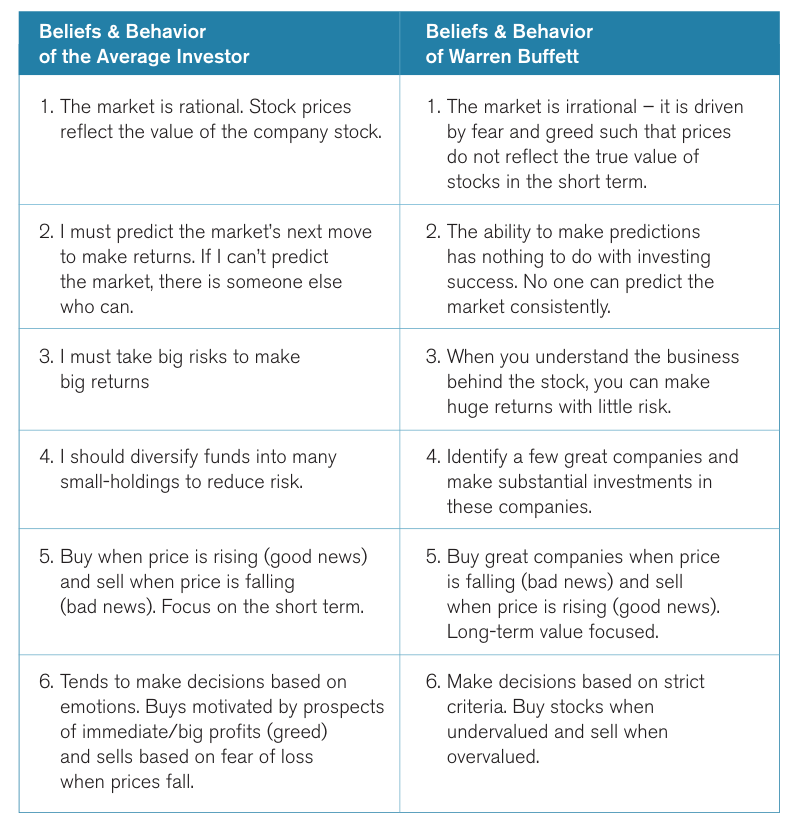 Beliefs & Behavior
of the Average Investor
Beliefs & Behavior
of Warren Buffett
1. The market is rational. Stock prices
reflect the value of the company stock.
1. The market is irrational – it is driven
by fear and greed such that prices
do not reflect the true value of
stocks in the short term.
2. I must predict the market's next move
to make returns. If I can't predict
the market, there is someone else
who can.
2. The ability to make predictions
has nothing to do with investing
success. No one can predict the
market consistently.
3. I must take big risks to make
big returns
3. When you understand the business
behind the stock, you can make
huge returns with little risk.
4. I should diversify funds into many
small-holdings to reduce risk.
4. Identify a few great companies and
make substantial investments in
these companies.
5. Buy when price is rising (good news)
and sell when price is falling
(bad news). Focus on the short term.
5. Buy great companies when price
is falling (bad news) and sell
when price is rising (good news).
Long-term value focused.
6. Tends to make decisions based on
emotions. Buys motivated by prospects
of immediate/big profits (greed)
and sells based on fear of loss
when prices fall.
6. Make decisions based on strict
criteria. Buy stocks when
undervalued and sell when
overvalued.